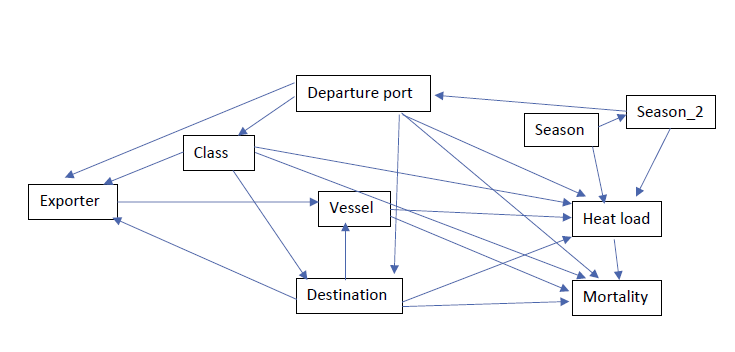 Departure port
Season_2
Season
Class
Exporter
Vessel
Heat load
Destination
Mortality